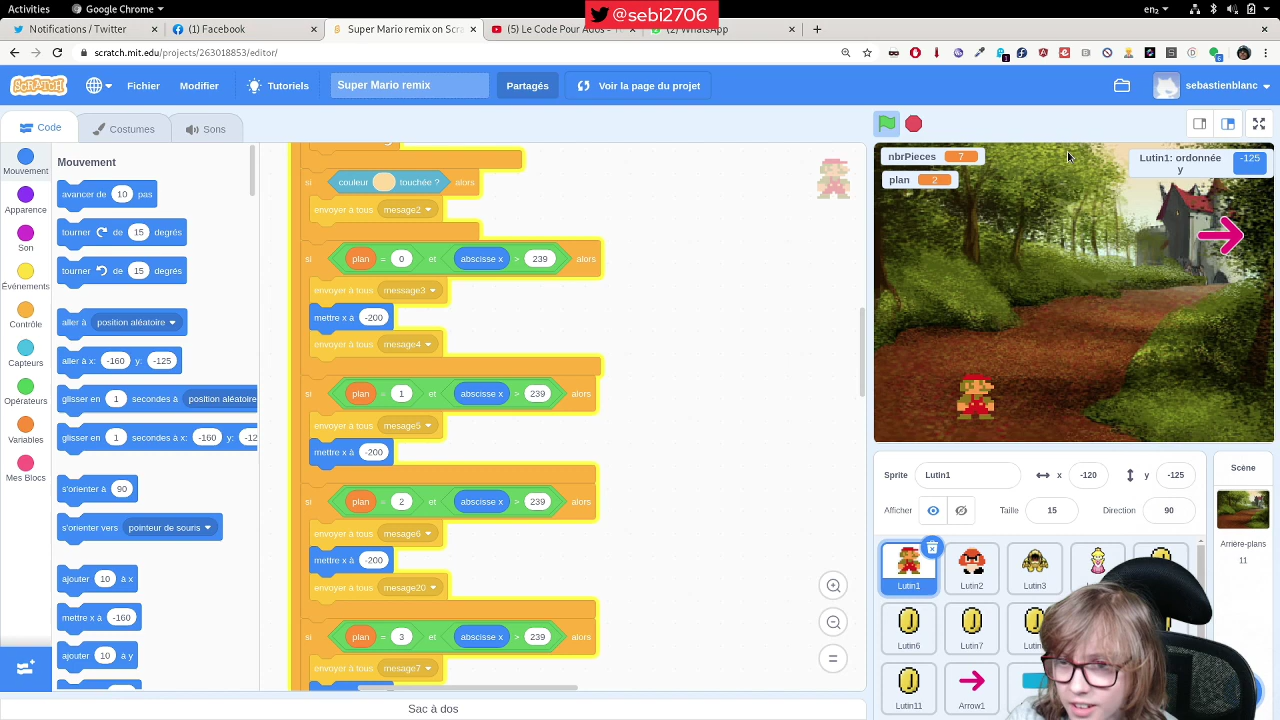 Activities
Google Chrome
@sebi2706
en₂
Notifications / Twitter
(1) Facebook
Super Mario remix on Scra
(5) Le Code Pour Ados - T
(2) WhatsApp
scratch.mit.edu/projects/263018853/editor/
SCRATCH
Fichier
Modifier
Tutoriels
Super Mario remix
Partagés
Voir la page du projet
sebastienblanc
Code
Costumes
Sons
Mouvement
Apparence
Son
Événements
Contrôle
Capteurs
Opérateurs
Variables
Mes Blocs
Mouvement
avancer de 10 pas
tourner de 15 degrés
tourner de 15 degrés
aller à position aléatoire
aller à x: -160 y: -125
glisser en 1 secondes à position aléatoire
glisser en 1 secondes à x: -160 y: -12
s'orienter à 90
s'orienter vers pointeur de souris
ajouter 10 à x
mettre x à -160
ajouter 10 à y
si couleur touchée ? alors
envoyer à tous mesage2
si plan = 0 et abscisse x > 239 alors
envoyer à tous message3
mettre x à -200
envoyer à tous mesage4
si plan = 1 et abscisse x > 239 alors
envoyer à tous mesage5
mettre x à -200
si plan = 2 et abscisse x > 239 alors
envoyer à tous mesage6
mettre x à -200
envoyer à tous mesage20
si plan = 3 et abscisse x > 239 alors
envoyer à tous mesage7
Sac à dos
nbrPieces 7
plan 2
Lutin1: ordonnée y -125
Sprite Lutin1 x -120 y -125
Afficher Taille 15 Direction 90
Lutin1
Lutin2
Lutin3
Lutin6
Lutin7
Lutin11
Arrow1
Scène
Arrière-plans
11